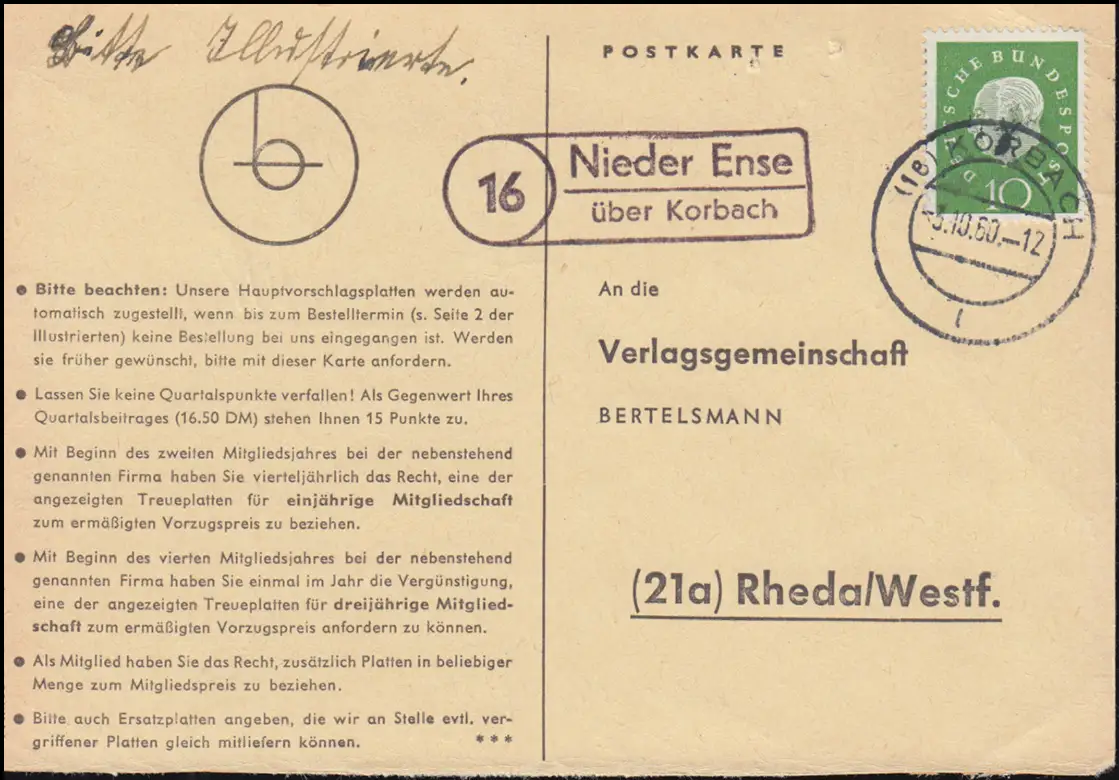 Bitte Illustrierte.
POSTKARTE
DEUTSCHE BUNDESPOST
10
16
Nieder Ense
über Korbach
(16) KORBACH
-3.10.60.-12
l
● Bitte beachten: Unsere Hauptvorschlagsplatten werden au-
tomatisch zugestellt, wenn bis zum Bestelltermin (s. Seite 2 der
Illustrierten) keine Bestellung bei uns eingegangen ist. Werden
sie früher gewünscht, bitte mit dieser Karte anfordern.
● Lassen Sie keine Quartalspunkte verfallen! Als Gegenwert Ihres
Quartalsbeitrages (16.50 DM) stehen Ihnen 15 Punkte zu.
● Mit Beginn des zweiten Mitgliedsjahres bei der nebenstehend
genannten Firma haben Sie vierteljährlich das Recht, eine der
angezeigten Treueplatten für einjährige Mitgliedschaft
zum ermäßigten Vorzugspreis zu beziehen.
● Mit Beginn des vierten Mitgliedsjahres bei der nebenstehend
genannten Firma haben Sie einmal im Jahr die Vergünstigung,
eine der angezeigten Treueplatten für dreijährige Mitglied-
schaft zum ermäßigten Vorzugspreis anfordern zu können.
● Als Mitglied haben Sie das Recht, zusätzlich Platten in beliebiger
Menge zum Mitgliedspreis zu beziehen.
● Bitte auch Ersatzplatten angeben, die wir an Stelle evtl. ver-
griffener Platten gleich mitliefern können. ***
An die
Verlagsgemeinschaft
BERTELSMANN
(21a) Rheda/Westf.